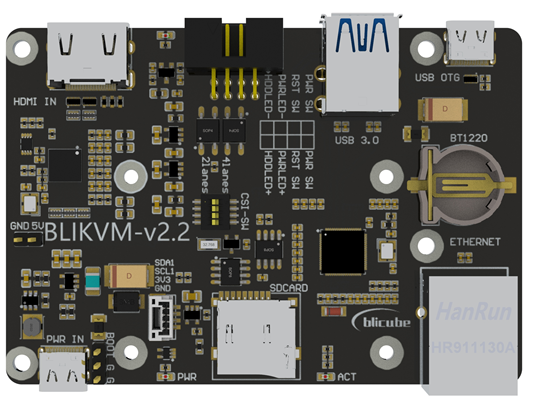 USB OTG
HDMI IN
HDDLED-
PWRLED-
RST SW
PWR SW
HDDLED+
PWRLED+
RST SW
PWR SW
USB 3.0
BT1220
2lanes
4lanes
CSI-SW
GND 5V
BLIKVM-v2.2
ETHERNET
SDA1
SCL1
3V3
GND
D
D
SDCARD
blicube
HanRun
HR911130A
PWR IN
BOOT G G
PWR
ACT